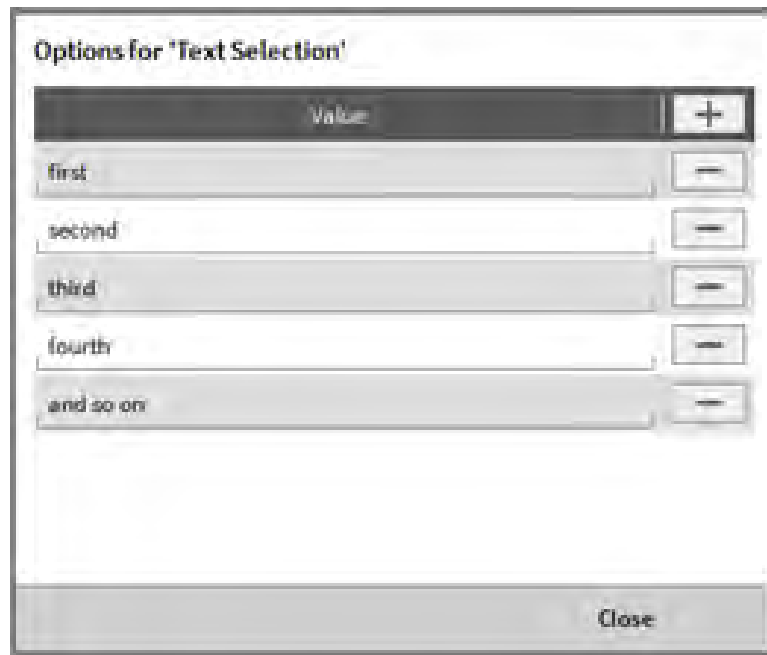 Options for 'Text Selection'
Value +
first −
second −
third −
fourth −
and so on −
Close